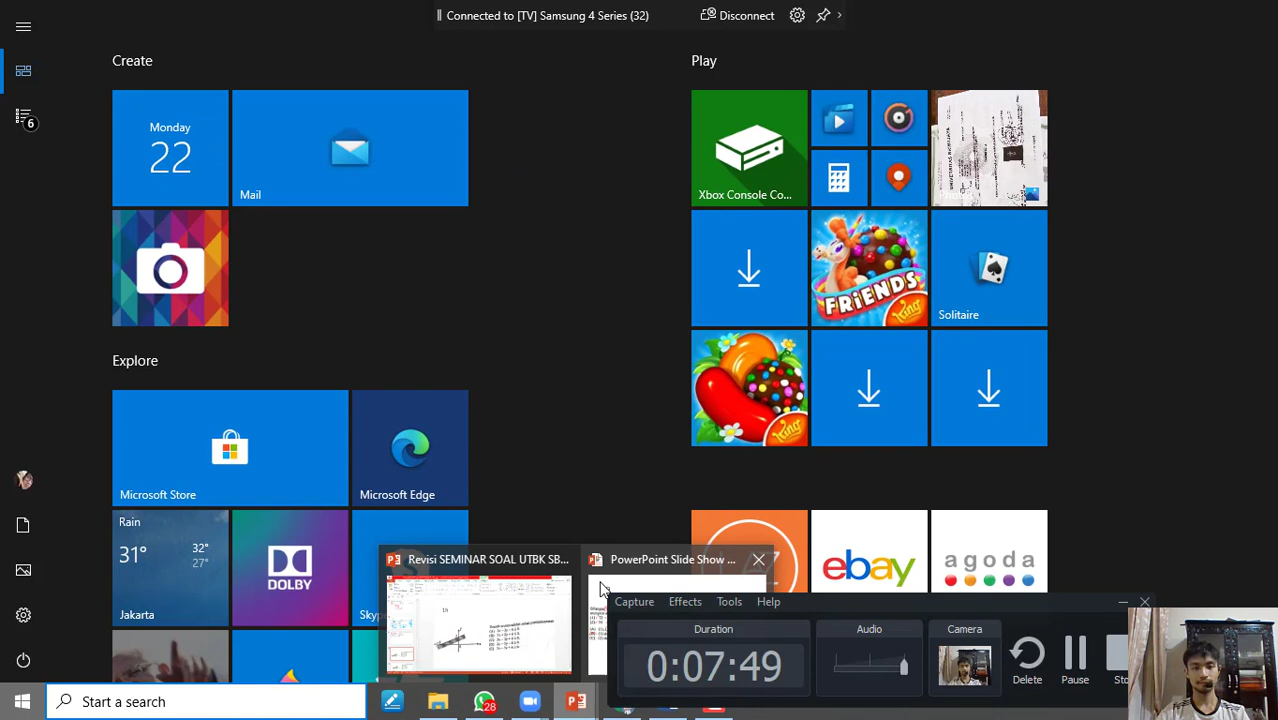 Connected to [TV] Samsung 4 Series (32)
Disconnect
Create
Play
6
Monday
22
Mail
Xbox Console Co...
FRiENDS
King
Solitaire
King
Explore
Microsoft Store
Microsoft Edge
Rain
31°
32°
27°
Jakarta
DOLBY
Skyp
ebay
agoda
Revisi SEMINAR SOAL UTBK SB...
PowerPoint Slide Show ...
Capture
Effects
Tools
Help
Duration
Audio
Camera
0:07:49
Delete
Pause
Sto
Start a search
28